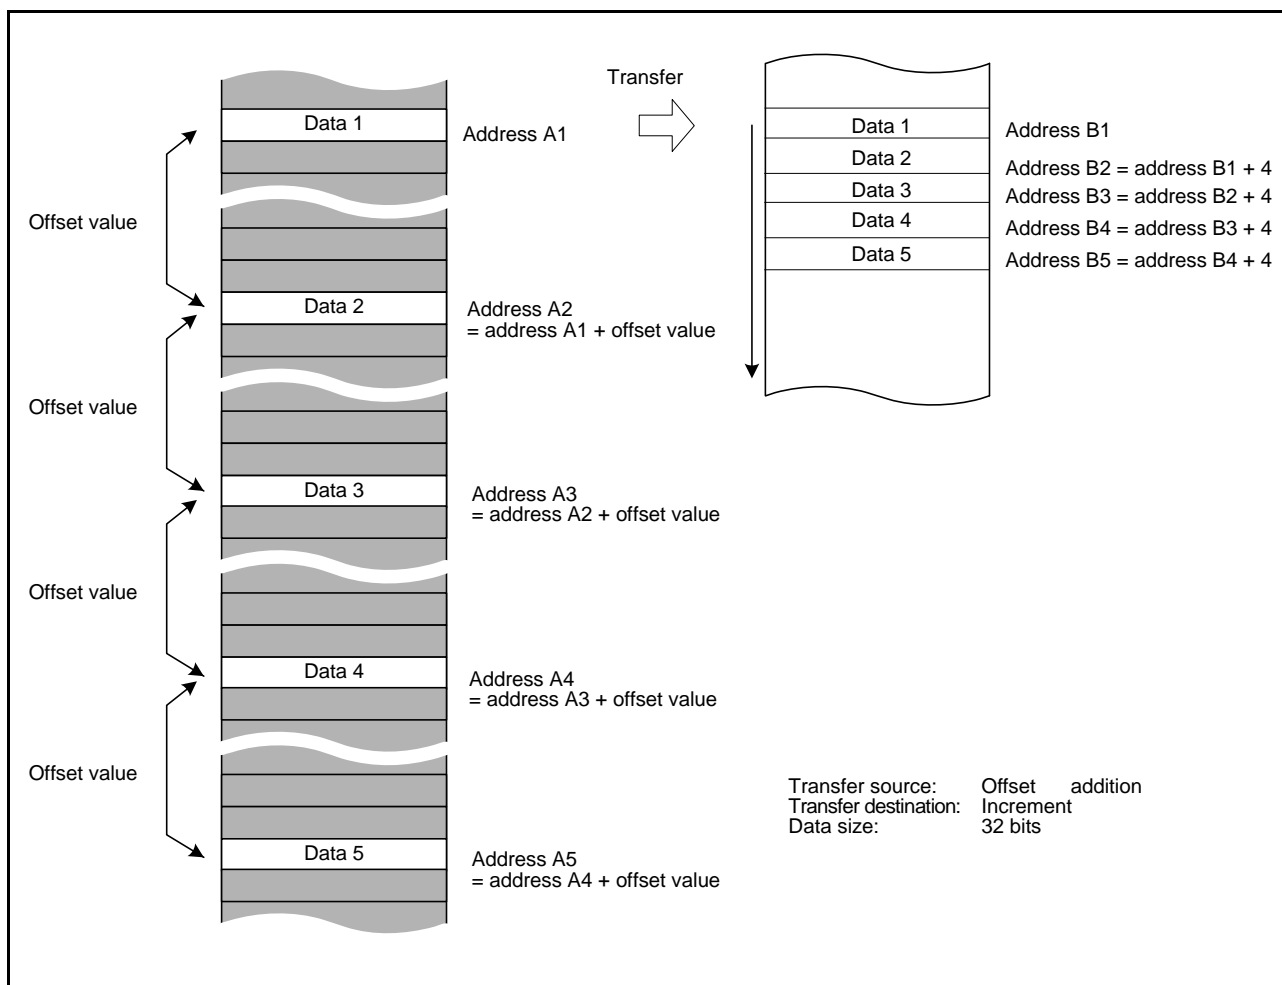 Transfer
Data 1
Address A1
Offset value
Data 2
Address A2
= address A1 + offset value
Offset value
Data 3
Address A3
= address A2 + offset value
Offset value
Data 4
Address A4
= address A3 + offset value
Offset value
Data 5
Address A5
= address A4 + offset value
Data 1
Address B1
Data 2
Address B2 = address B1 + 4
Data 3
Address B3 = address B2 + 4
Data 4
Address B4 = address B3 + 4
Data 5
Address B5 = address B4 + 4
Transfer source: Offset addition
Transfer destination: Increment
Data size: 32 bits